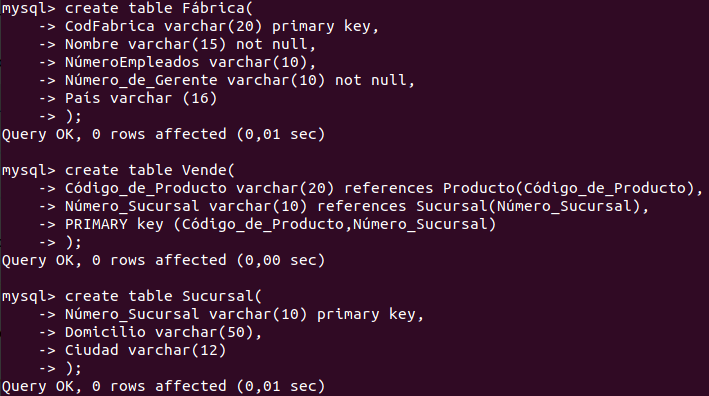 mysql> create table Fábrica(
    -> CodFabrica varchar(20) primary key,
    -> Nombre varchar(15) not null,
    -> NúmeroEmpleados varchar(10),
    -> Número_de_Gerente varchar(10) not null,
    -> País varchar (16)
    -> );
Query OK, 0 rows affected (0,01 sec)

mysql> create table Vende(
    -> Código_de_Producto varchar(20) references Producto(Código_de_Producto),
    -> Número_Sucursal varchar(10) references Sucursal(Número_Sucursal),
    -> PRIMARY key (Código_de_Producto,Número_Sucursal)
    -> );
Query OK, 0 rows affected (0,00 sec)

mysql> create table Sucursal(
    -> Número_Sucursal varchar(10) primary key,
    -> Domicilio varchar(50),
    -> Ciudad varchar(12)
    -> );
Query OK, 0 rows affected (0,01 sec)